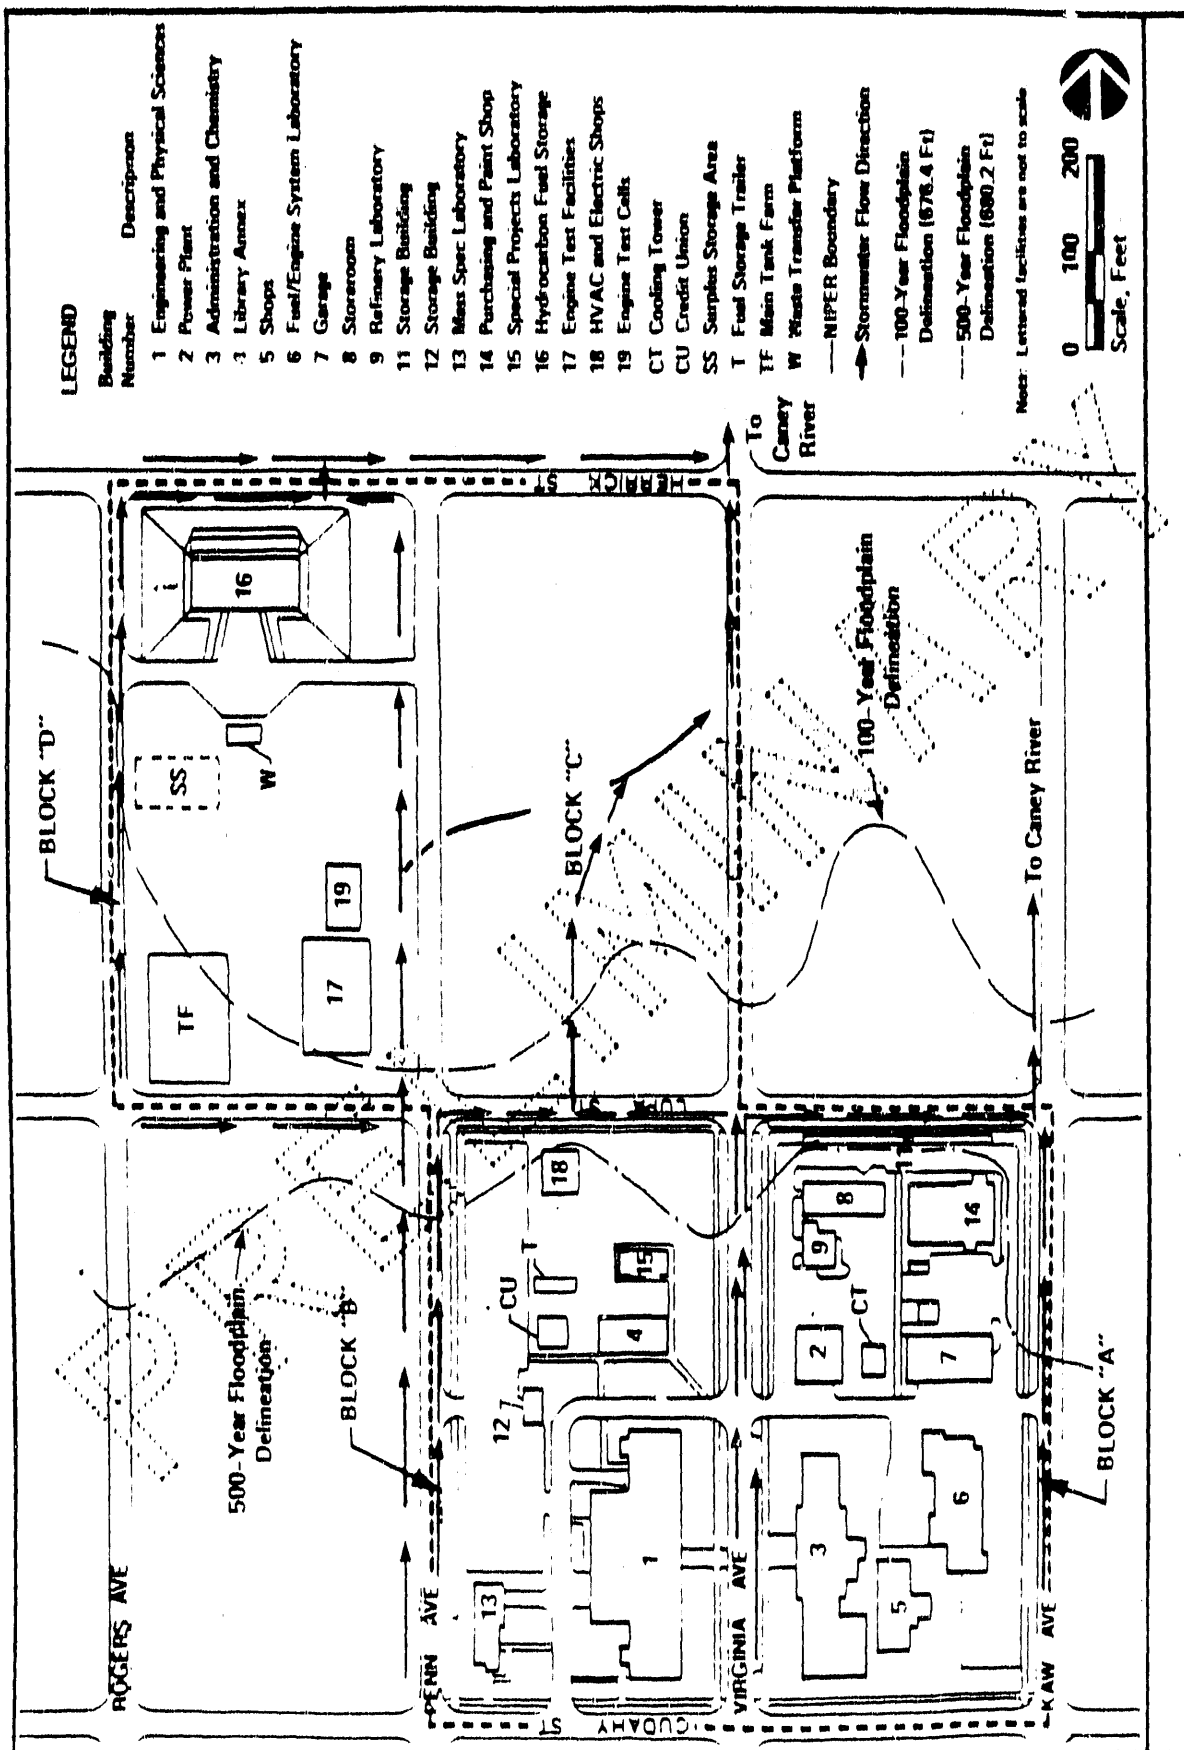 LEGEND
Building
Number Description
1 Engineering and Physical Sciences
2 Power Plant
3 Administration and Chemistry
4 Library Annex
5 Shops
6 Fuel/Engine System Laboratory
7 Garage
8 Storeroom
9 Refinery Laboratory
11 Storage Building
12 Storage Building
13 Mass Spec Laboratory
14 Purchasing and Paint Shop
15 Special Projects Laboratory
16 Hydrocarbon Fuel Storage
17 Engine Test Facilities
18 HVAC and Electric Shops
19 Engine Test Cells
CT Cooling Tower
CU Credit Union
SS Surplus Storage Area
T Fuel Storage Trailer
TF Main Tank Farm
W Waste Transfer Platform
NIPER Boundary
Stormwater Flow Direction
100-Year Floodplain
Delineation (676.4 Ft)
500-Year Floodplain
Delineation (680.2 Ft)
Note: Lettered facilities are not to scale
0 100 200
Scale, Feet
PRELIMINARY
ROGERS AVE
BLOCK "D"
SS
W
16
TF
17
19
500-Year Floodplain
Delineation
BLOCK "B"
PENN AVE
13
12
CU
T
18
15
4
1
BLOCK "C"
HERRICK ST
To
Caney
River
CUDAHY ST
VIRGINIA AVE
3
5
6
2
CT
7
9
8
11
14
100-Year Floodplain
Delineation
To Caney River
KAW AVE
BLOCK "A"